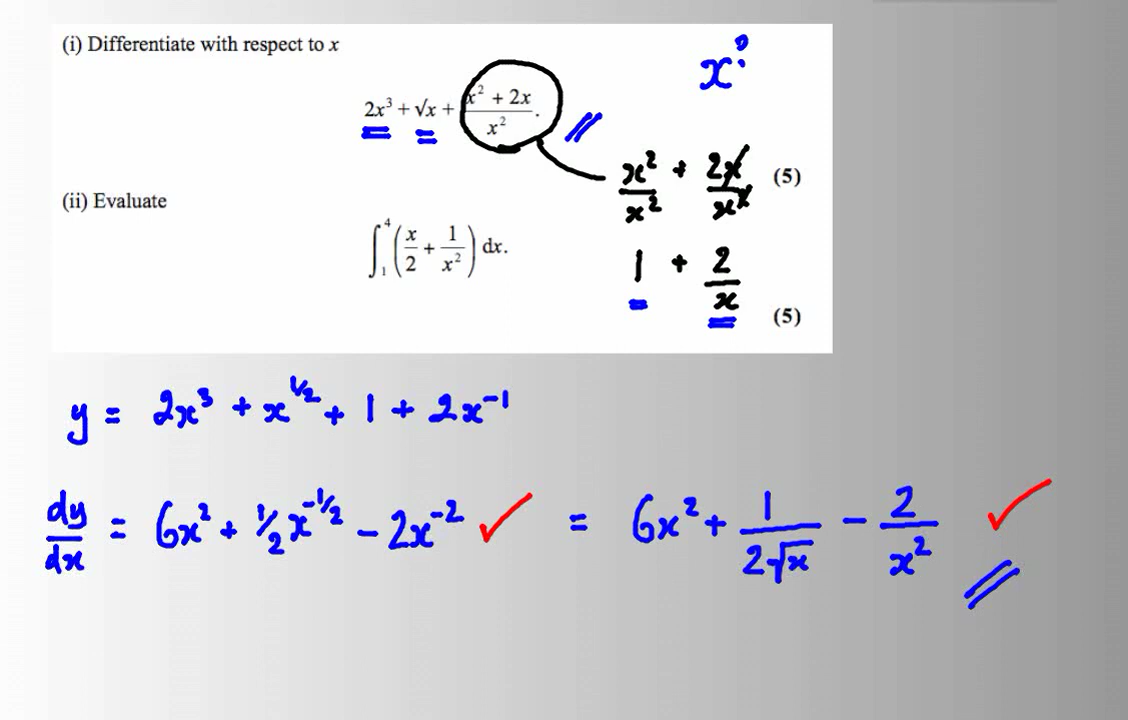 (i) Differentiate with respect to x
x?
2x³ + √x + (x² + 2x)/x².
x²/x² + 2x/x² (5)
(ii) Evaluate
∫₁⁴ (x/2 + 1/x²) dx.
1 + 2/x
(5)
y = 2x³ + x^(1/2) + 1 + 2x⁻¹
dy/dx = 6x² + 1/2 x^(-1/2) - 2x⁻² ✓ = 6x² + 1/(2√x) - 2/x² ✓